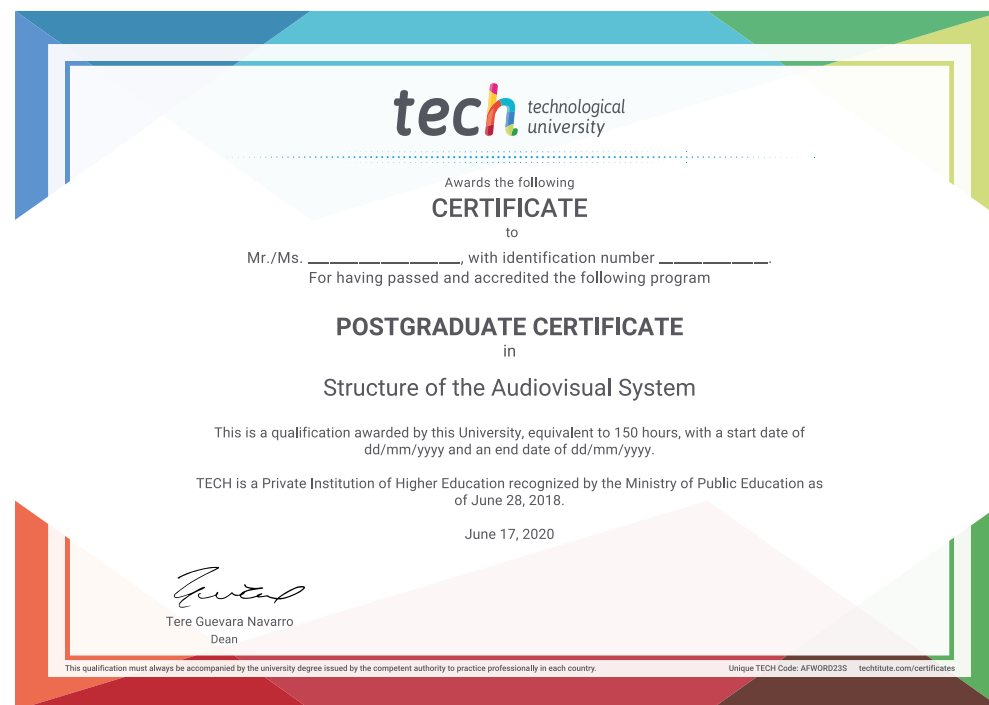 tech technological
university
Awards the following
CERTIFICATE
to
Mr./Ms. ____________________, with identification number ______________.
For having passed and accredited the following program
POSTGRADUATE CERTIFICATE
in
Structure of the Audiovisual System
This is a qualification awarded by this University, equivalent to 150 hours, with a start date of
dd/mm/yyyy and an end date of dd/mm/yyyy.
TECH is a Private Institution of Higher Education recognized by the Ministry of Public Education as
of June 28, 2018.
June 17, 2020
Tere Guevara Navarro
Dean
This qualification must always be accompanied by the university degree issued by the competent authority to practice professionally in each country.
Unique TECH Code: AFWORD23S techtitute.com/certificates